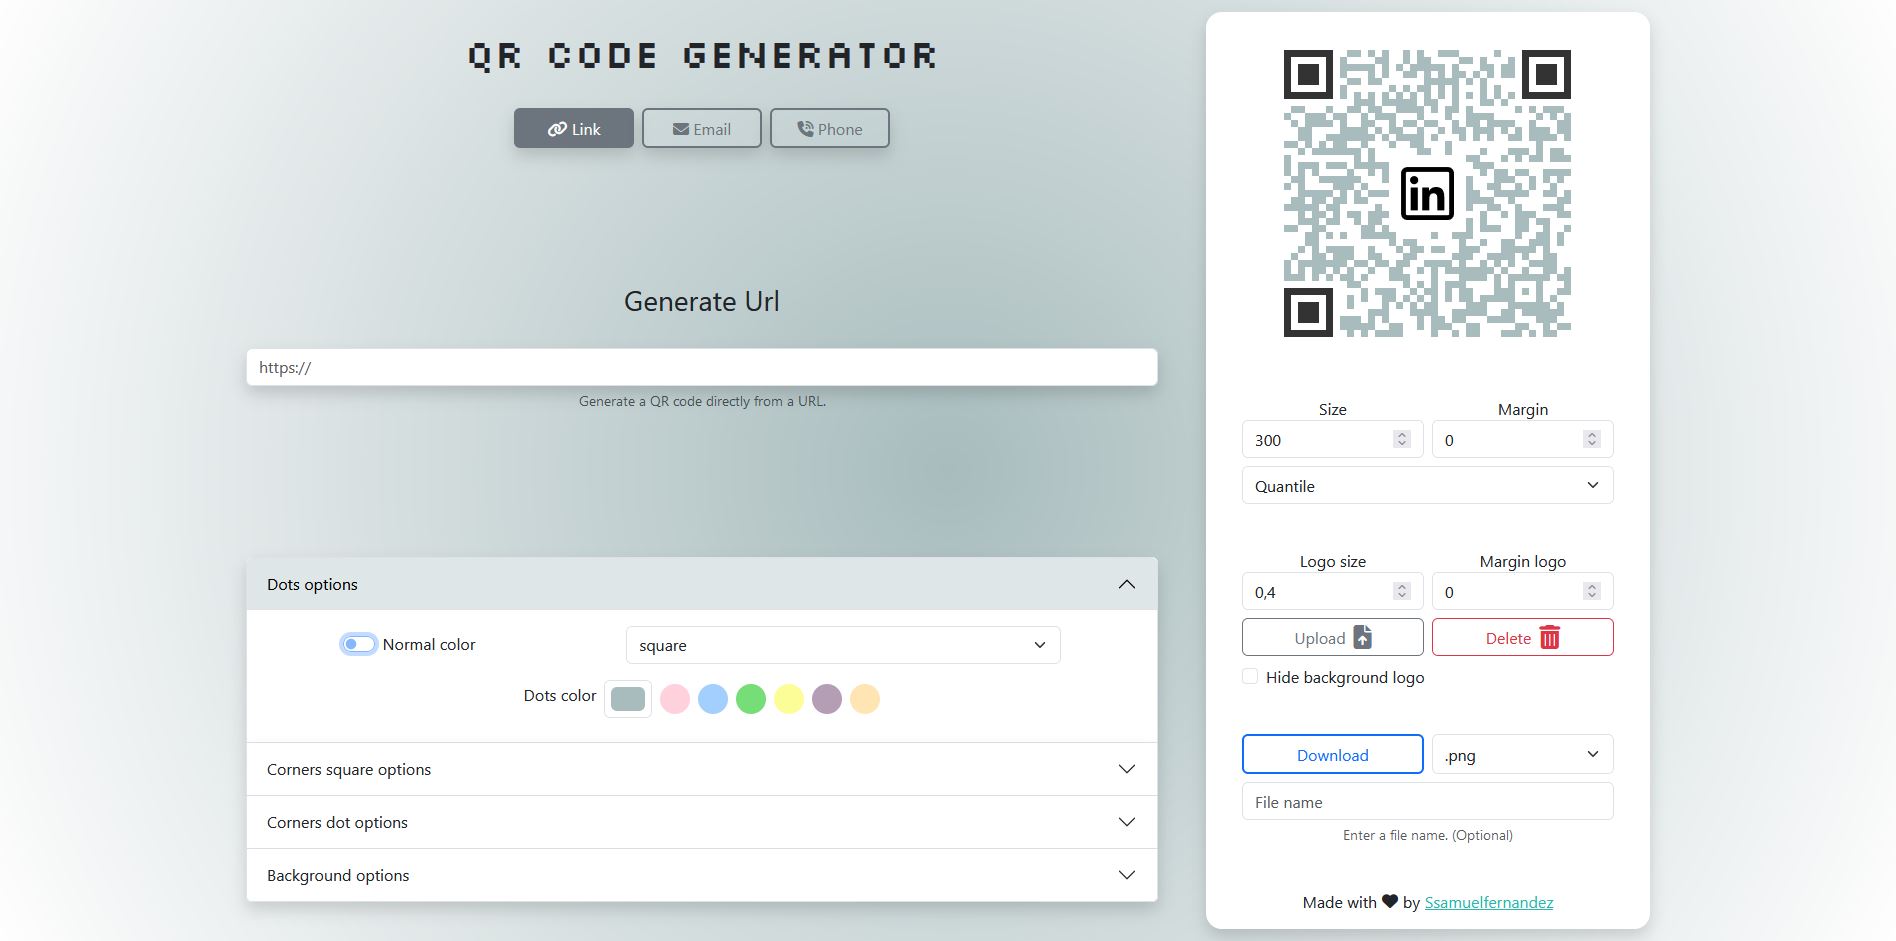 QR CODE GENERATOR
Link
Email
Phone
Generate Url
https://
Generate a QR code directly from a URL.
Dots options
Normal color
square
Dots color
Corners square options
Corners dot options
Background options
in
Size
Margin
300
0
Quantile
Logo size
Margin logo
0,4
0
Upload
Delete
Hide background logo
Download
.png
File name
Enter a file name. (Optional)
Made with by Ssamuelfernandez